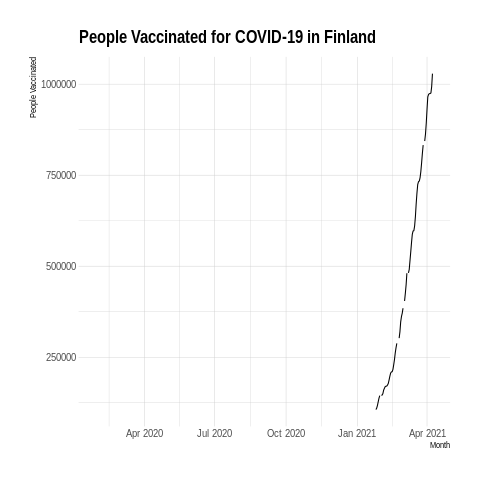 People Vaccinated for COVID-19 in Finland
People Vaccinated
1000000
750000
500000
250000
Apr 2020
Jul 2020
Oct 2020
Jan 2021
Apr 2021
Month